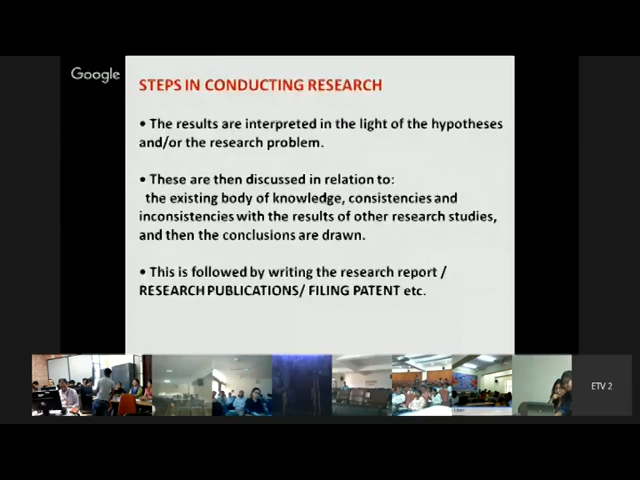 Google
STEPS IN CONDUCTING RESEARCH
• The results are interpreted in the light of the hypotheses
and/or the research problem.
• These are then discussed in relation to:
the existing body of knowledge, consistencies and
inconsistencies with the results of other research studies,
and then the conclusions are drawn.
• This is followed by writing the research report /
RESEARCH PUBLICATIONS/ FILING PATENT etc.
ETV 2